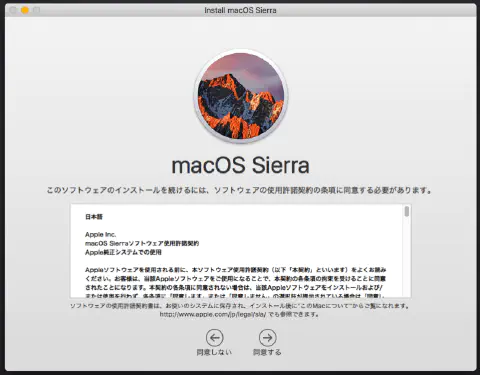 Install macOS Sierra
macOS Sierra
このソフトウェアのインストールを続けるには、ソフトウェアの使用許諾契約の条項に同意する必要があります。
日本語
Apple Inc.
macOS Sierraソフトウェア使用許諾契約
Apple純正システムでの使用
Appleソフトウェアを使用される前に、本ソフトウェア使用許諾契約（以下「本契約」といいます）をよくお読み
ください。お客様は、当該Appleソフトウェアをご使用になることで、本契約の各条項の拘束を受けることに同意
されたことになります。本契約の各条項に同意されない場合は、当該Appleソフトウェアをインストールおよび/
または使用を行わず、各条項に「同意します、または「同意しません」の選択肢が提示されている場合は「同意し
ソフトウェアの使用許諾契約書は、お使いのシステムに保存され、インストール後に"このMacについて"からご覧になれます。
http://www.apple.com/jp/legal/sla/ でも参照できます。
同意しない
同意する